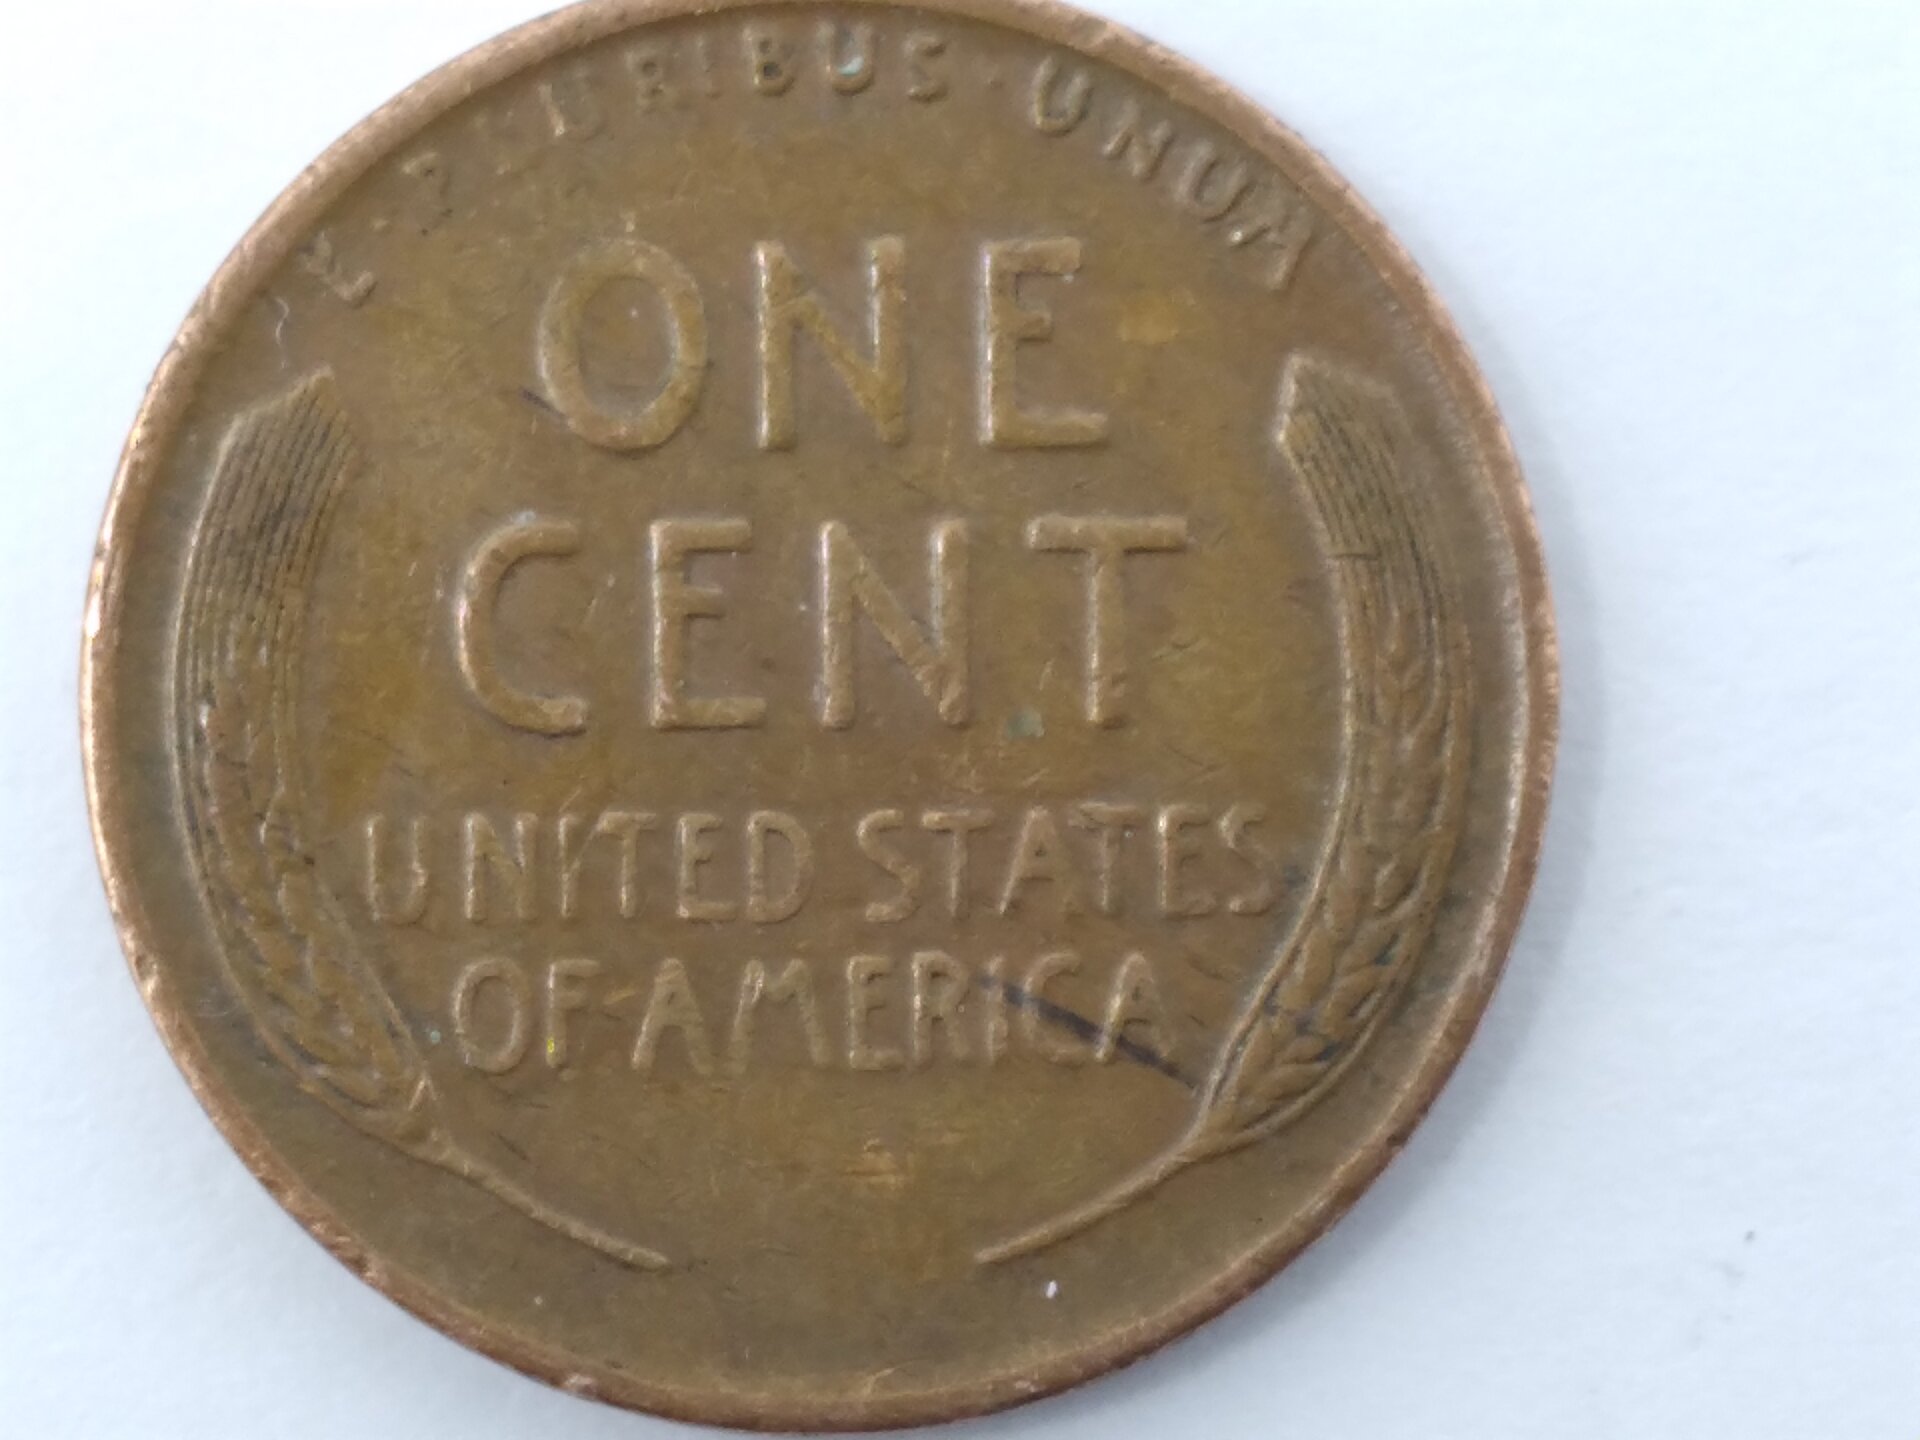 E · PLURIBUS · UNUM
ONE
CENT
UNITED STATES
OF AMERICA